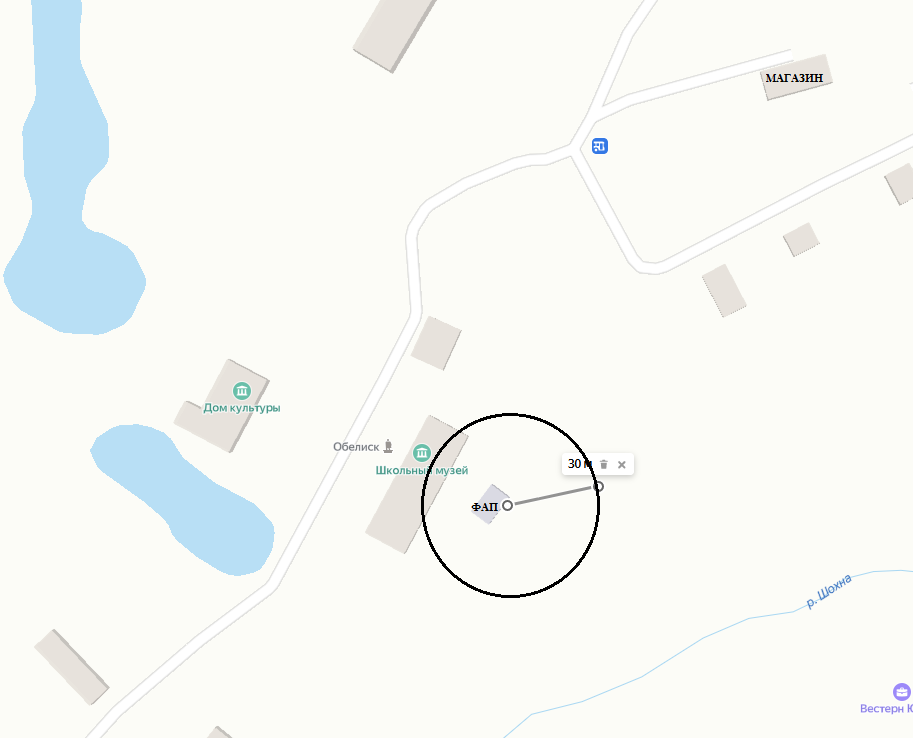 МАГАЗИН
Дом культуры
Обелиск
Школьный музей
30 м
ФАП
р. Шохна
Вестерн Ю